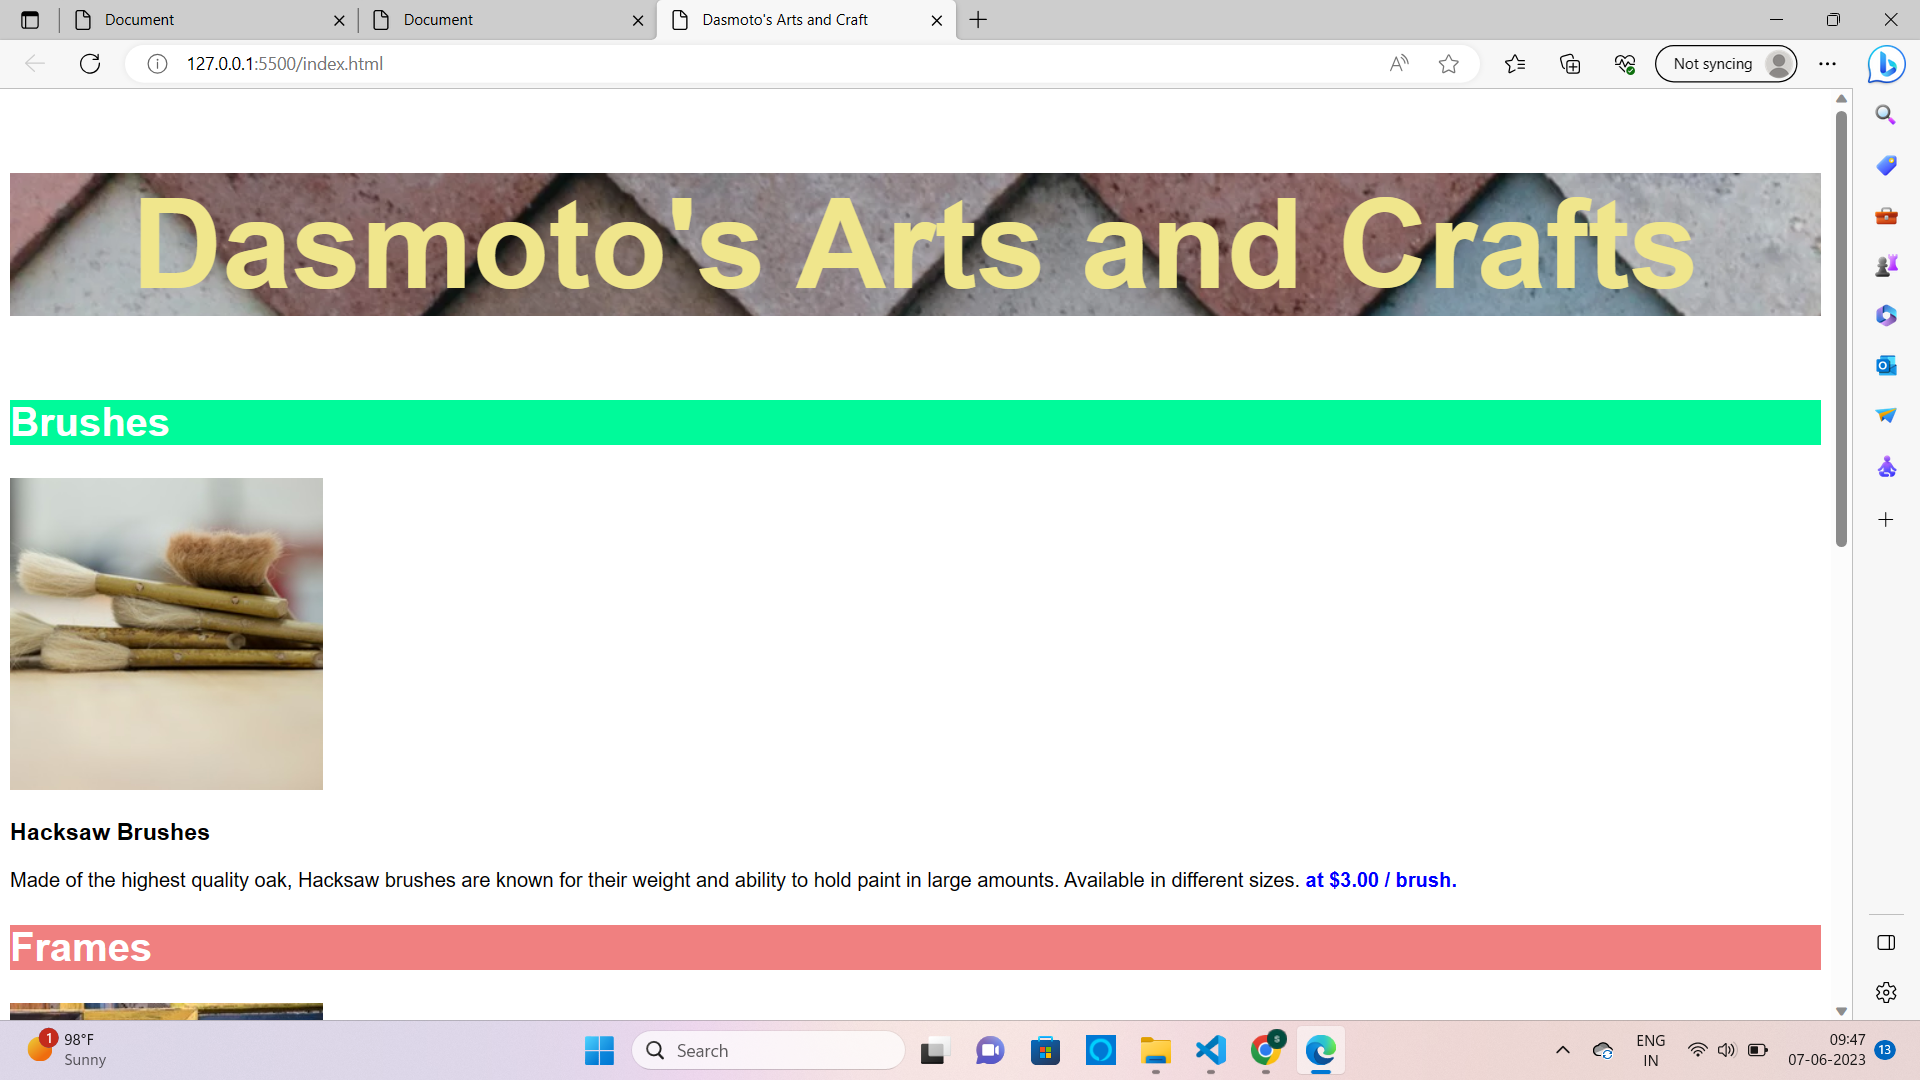 Document
Document
Dasmoto's Arts and Craft
127.0.0.1:5500/index.html
Not syncing
Dasmoto's Arts and Crafts
Brushes
Hacksaw Brushes
Made of the highest quality oak, Hacksaw brushes are known for their weight and ability to hold paint in large amounts. Available in different sizes. at $3.00 / brush.
Frames
1
98°F
Sunny
Search
S
ENG
IN
09:47
07-06-2023
13